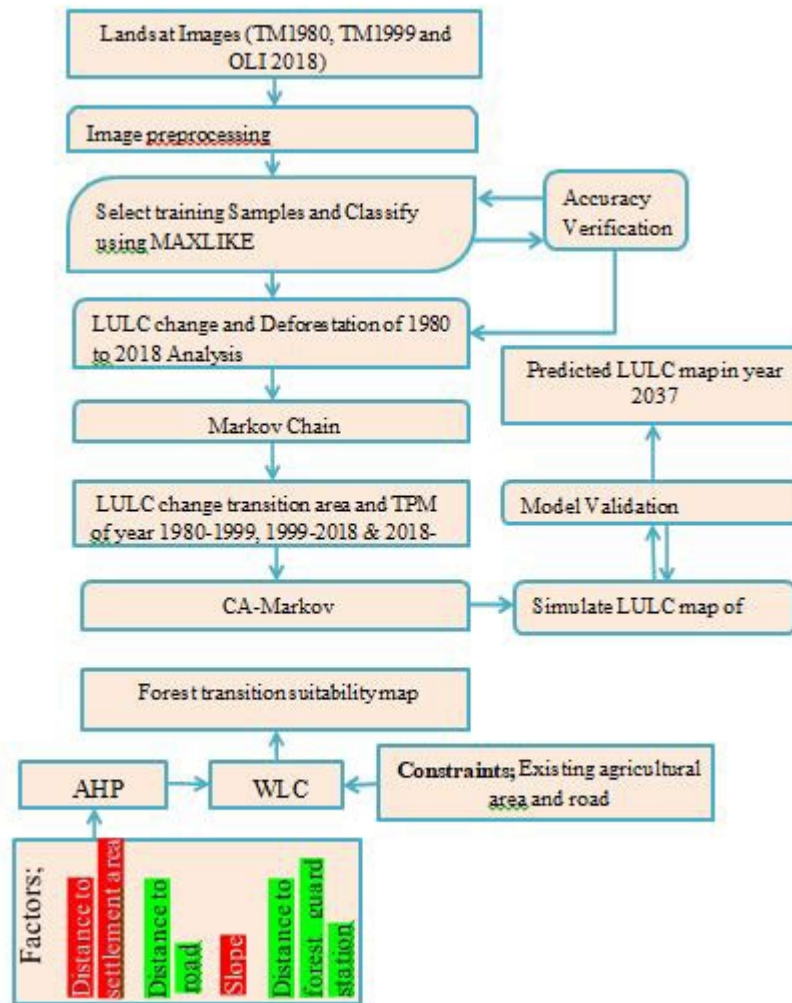 Landsat Images (TM1980, TM1999 and
OLI 2018)
Image preprocessing
Select training Samples and Classify
using MAXLIKE
Accuracy
Verification
LULC change and Deforestation of 1980
to 2018 Analysis
Predicted LULC map in year
2037
Markov Chain
LULC change transition area and TPM
of year 1980-1999, 1999-2018 & 2018-
Model Validation
CA-Markov
Simulate LULC map of
Forest transition suitability map
AHP
WLC
Constraints; Existing agricultural
area and road
Factors;
Distance to
settlement area
Distance to
road
Slope
Distance to
forest guard
station